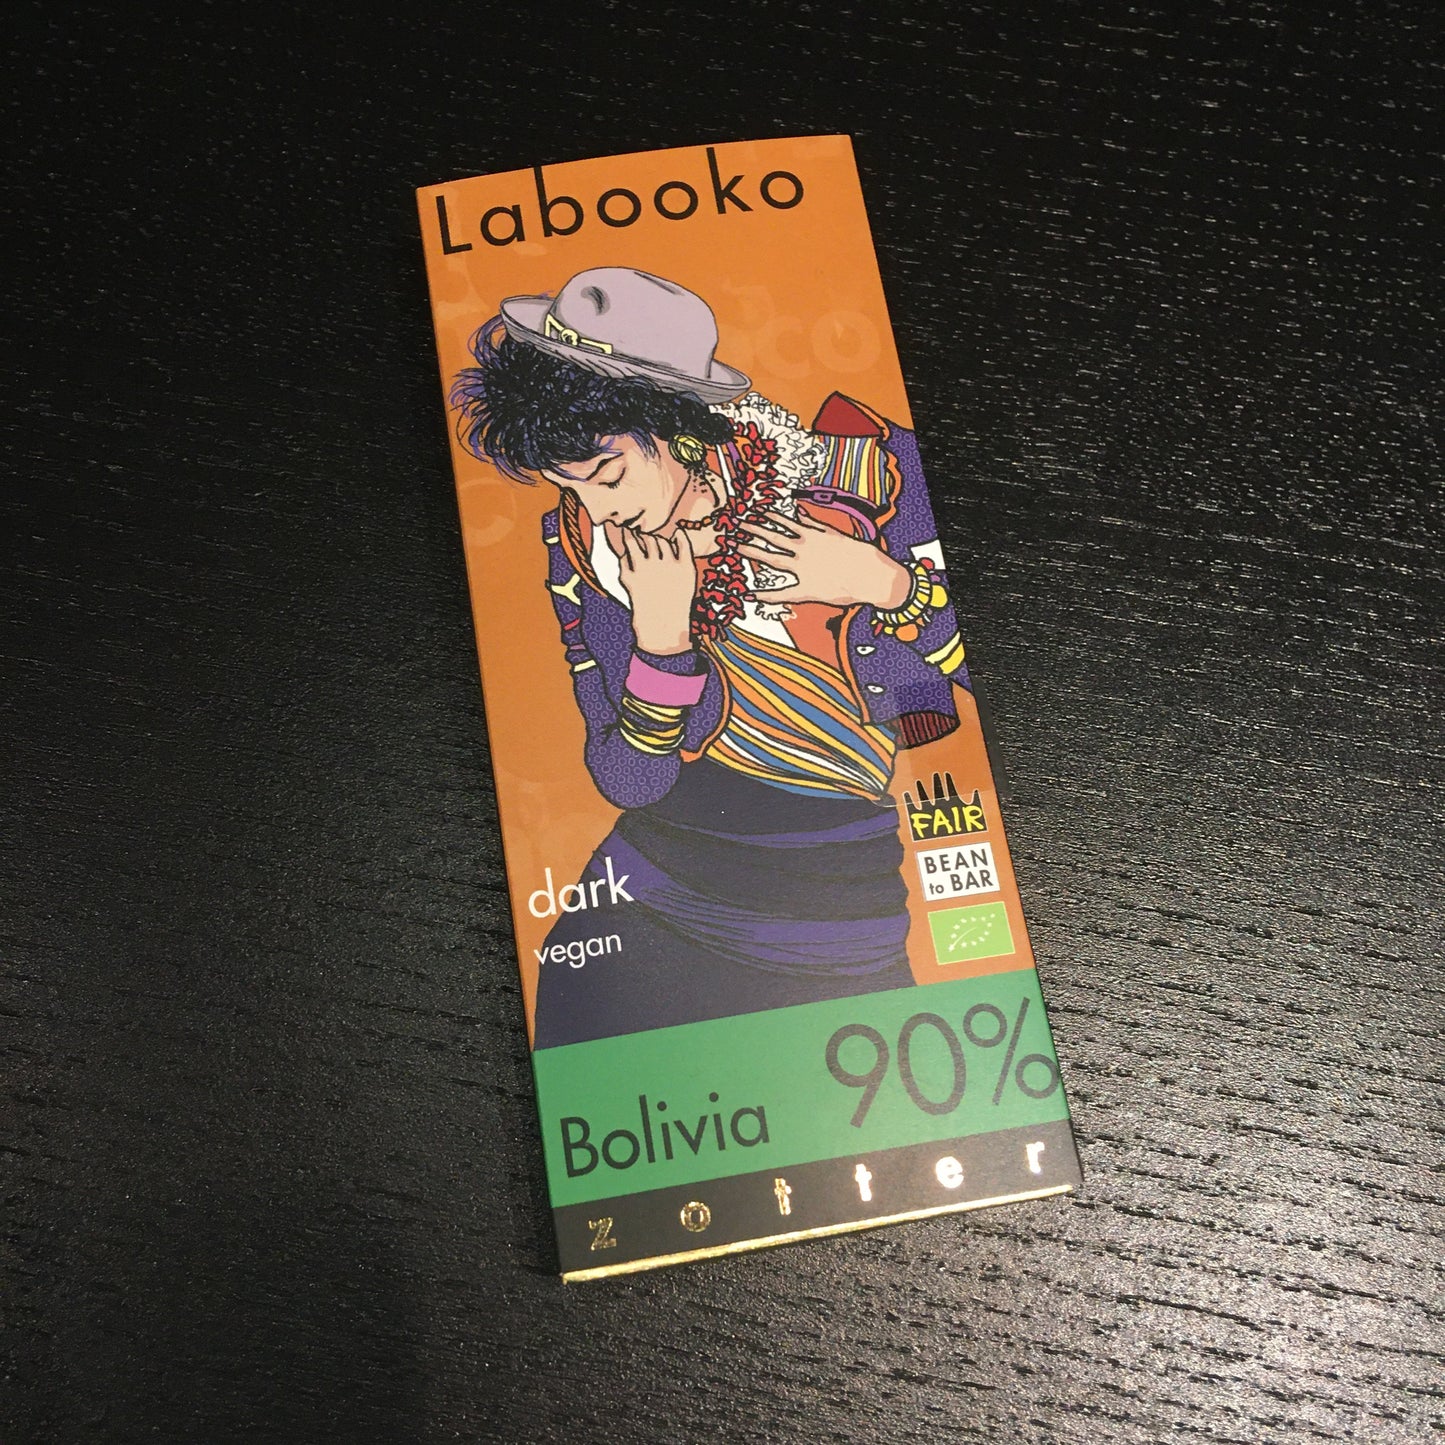 Labooko
FAIR
BEAN
to BAR
dark
vegan
90%
Bolivia
zotter